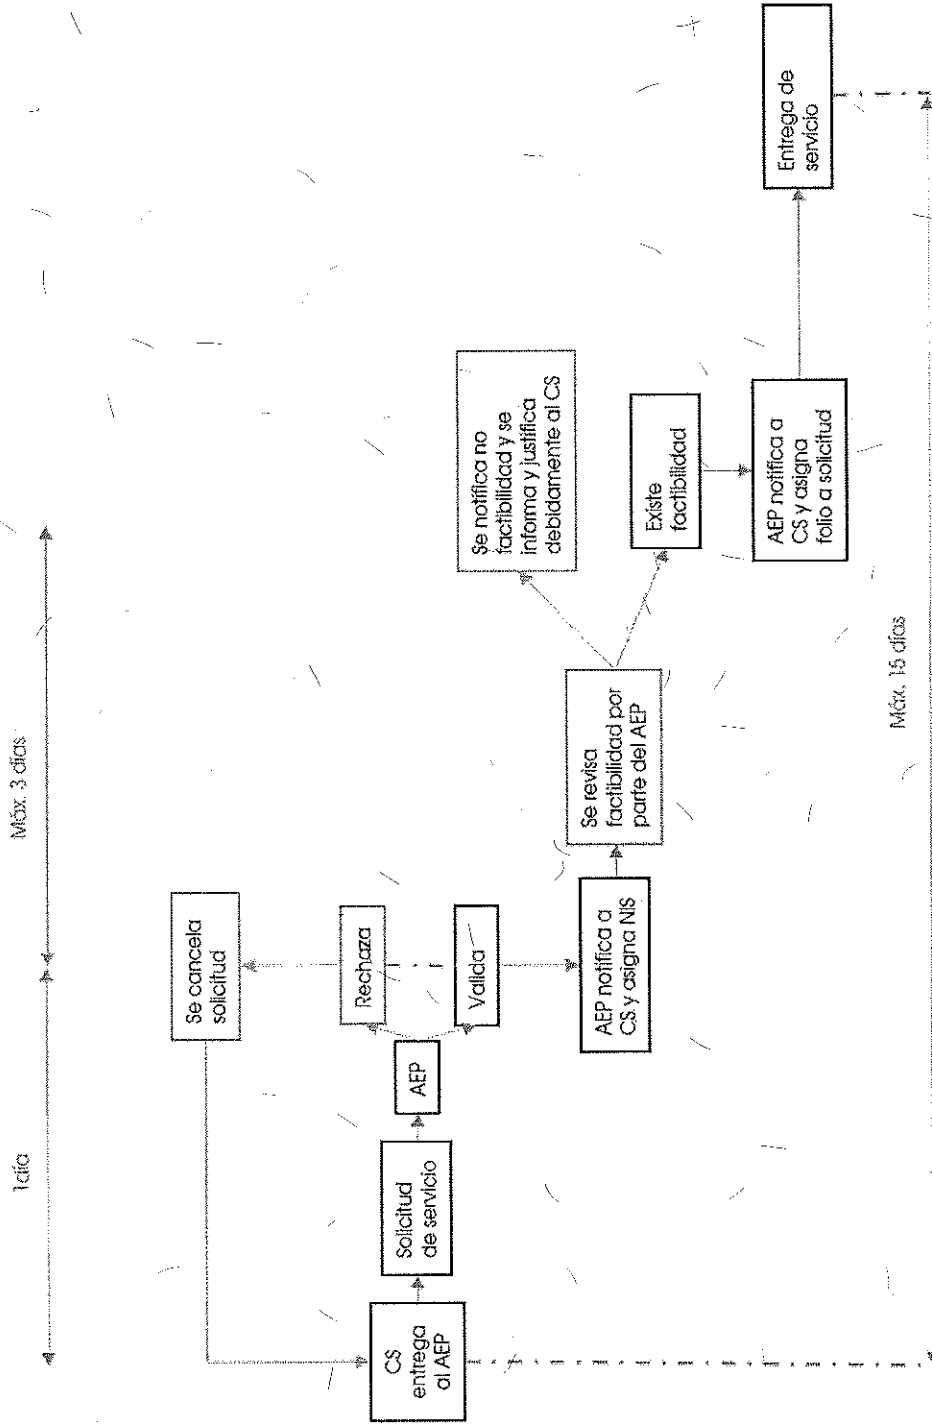 1 día
Máx. 3 días
Se cancela
solicitud
Rechaza
Valida
AEP
Solicitud
de servicio
CS
entrega
al AEP
AEP notifica a
CS y asigna NIS
Se revisa
factibilidad por
parte del AEP
Se notifica no
factibilidad y se
informa y justifica
debidamente al CS
Existe
factibilidad
AEP notifica a
CS y asigna
folio a solicitud
Entrega de
servicio
Máx. 15 días